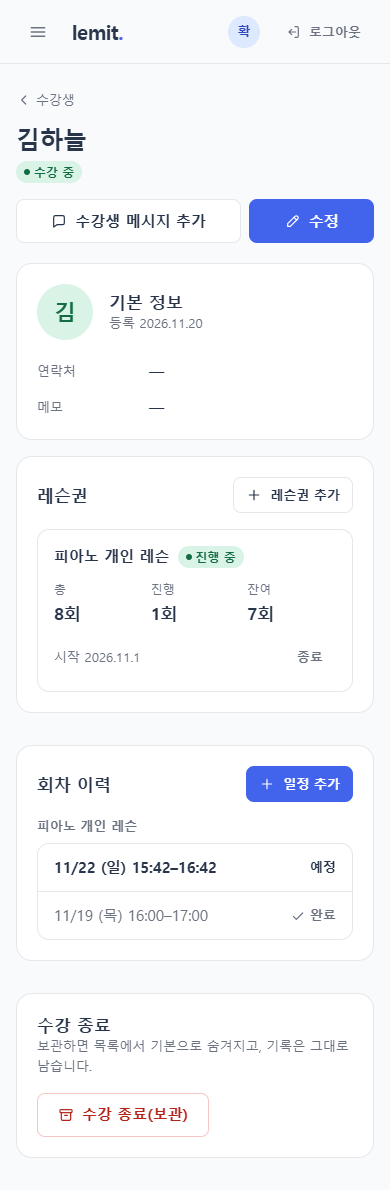 lemit.
확
로그아웃
수강생
김하늘
수강 중
수강생 메시지 추가
수정
김
기본 정보
등록 2026.11.20
연락처 —
메모 —
레슨권
레슨권 추가
피아노 개인 레슨 진행 중
총 진행 잔여
8회 1회 7회
시작 2026.11.1 종료
회차 이력
일정 추가
피아노 개인 레슨
11/22 (일) 15:42–16:42 예정
11/19 (목) 16:00–17:00 완료
수강 종료
보관하면 목록에서 기본으로 숨겨지고, 기록은 그대로
남습니다.
수강 종료(보관)